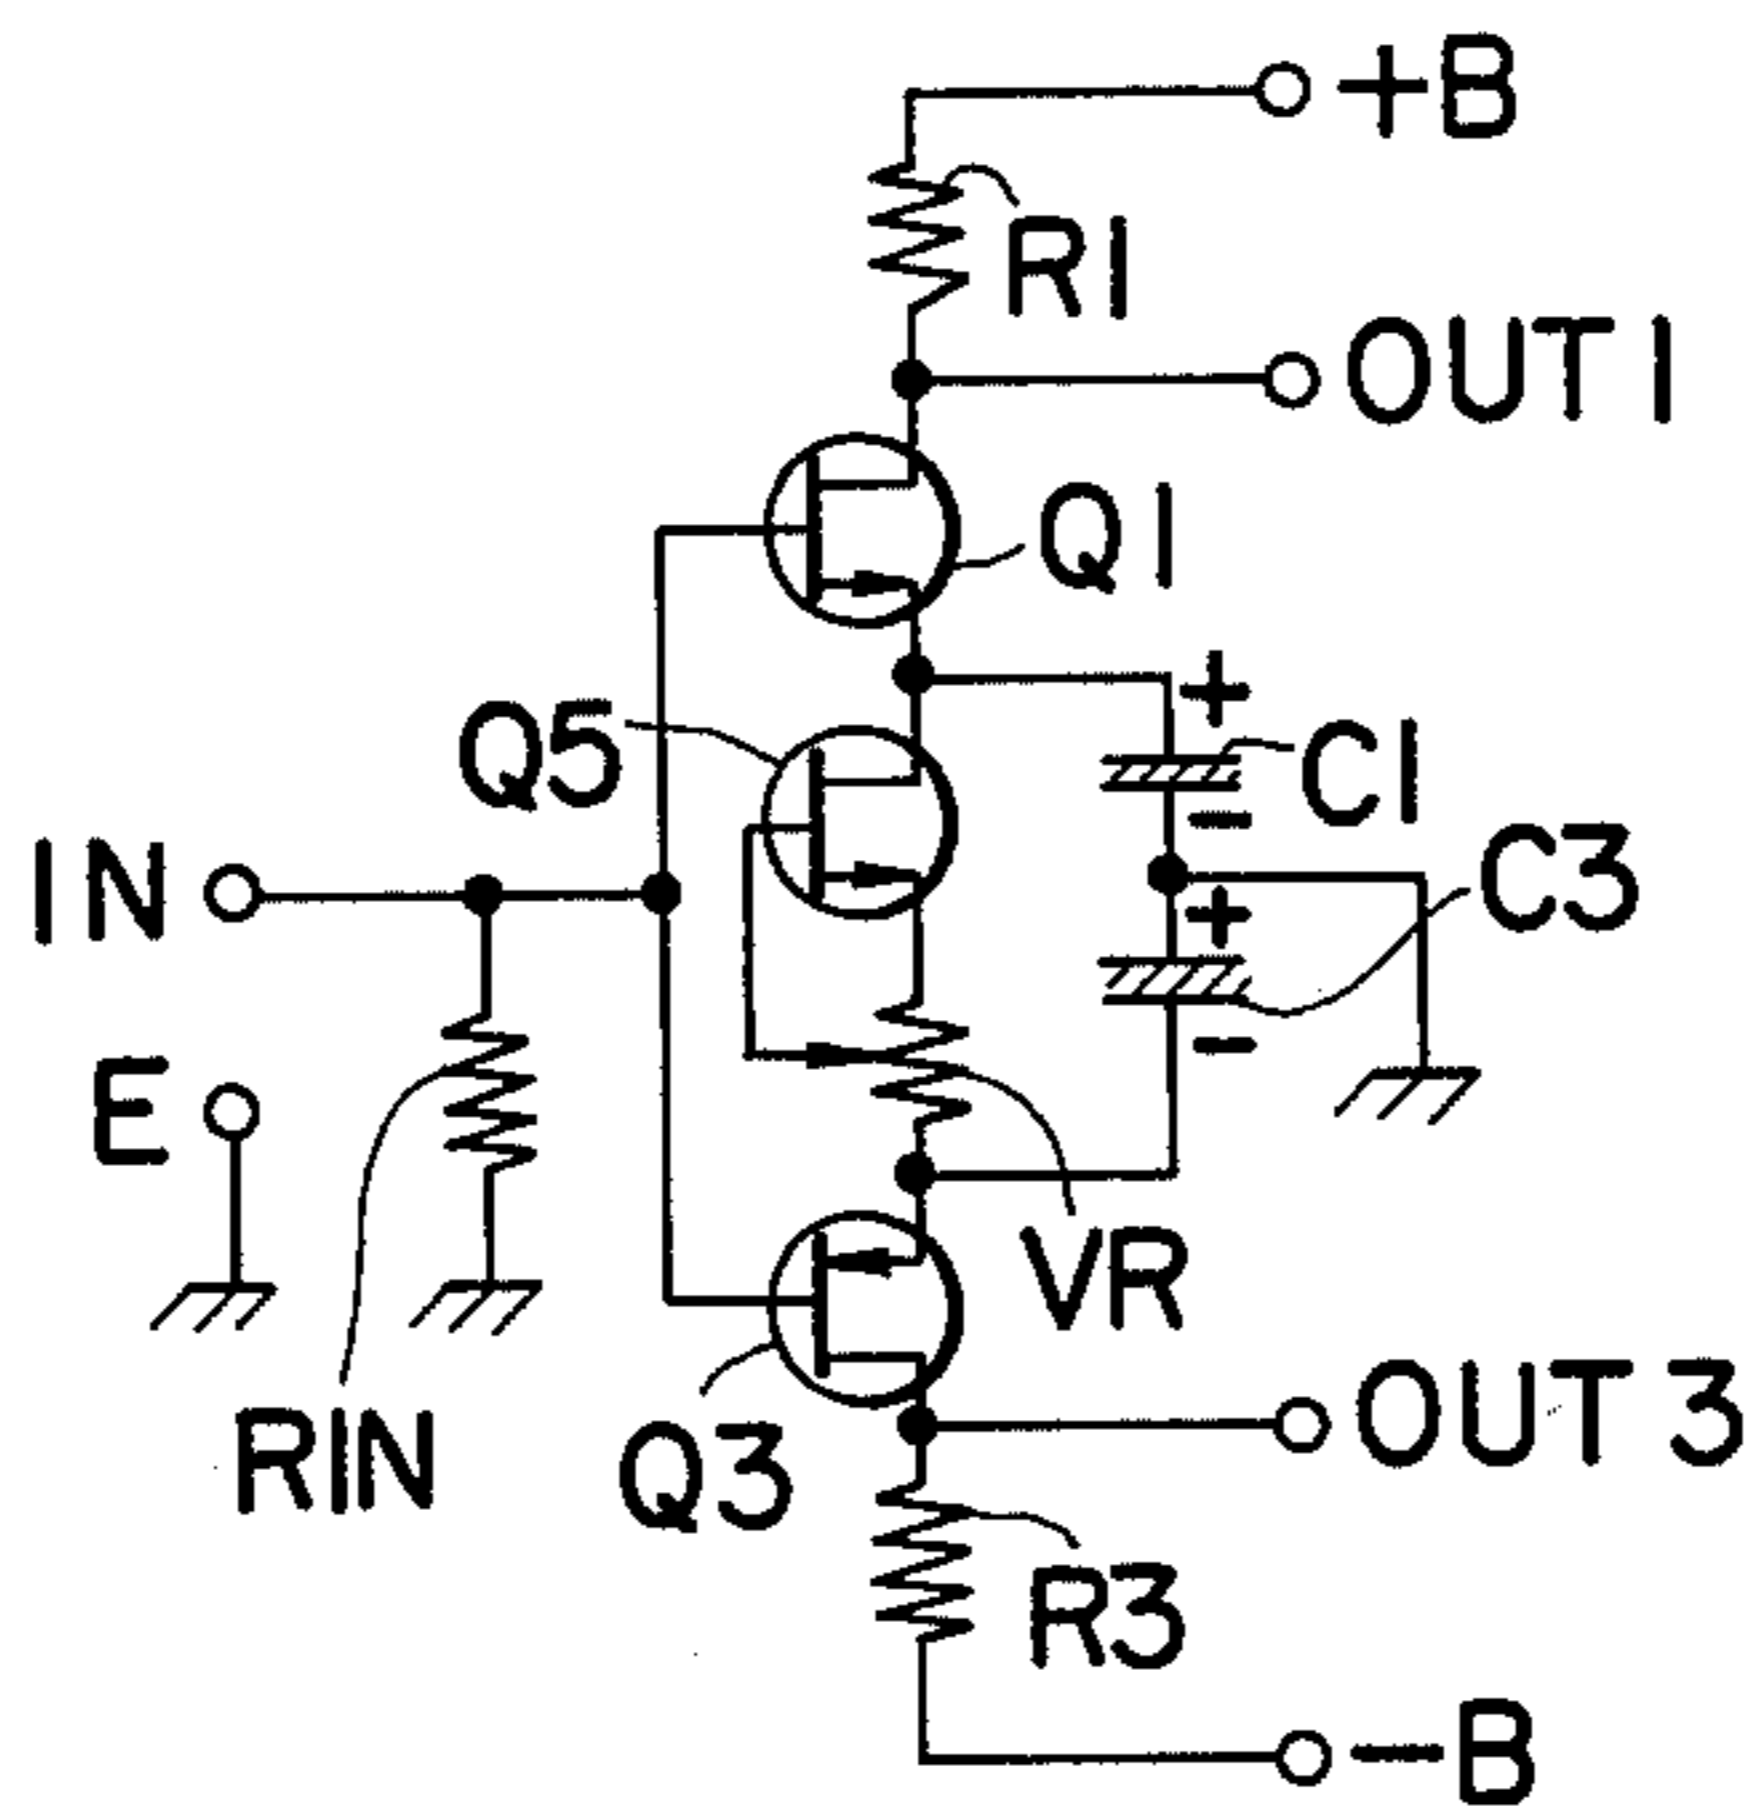 +B
R1
OUT1
Q1
+
Q5
C1
-
IN
C3
+
-
E
VR
OUT3
RIN
Q3
R3
-B